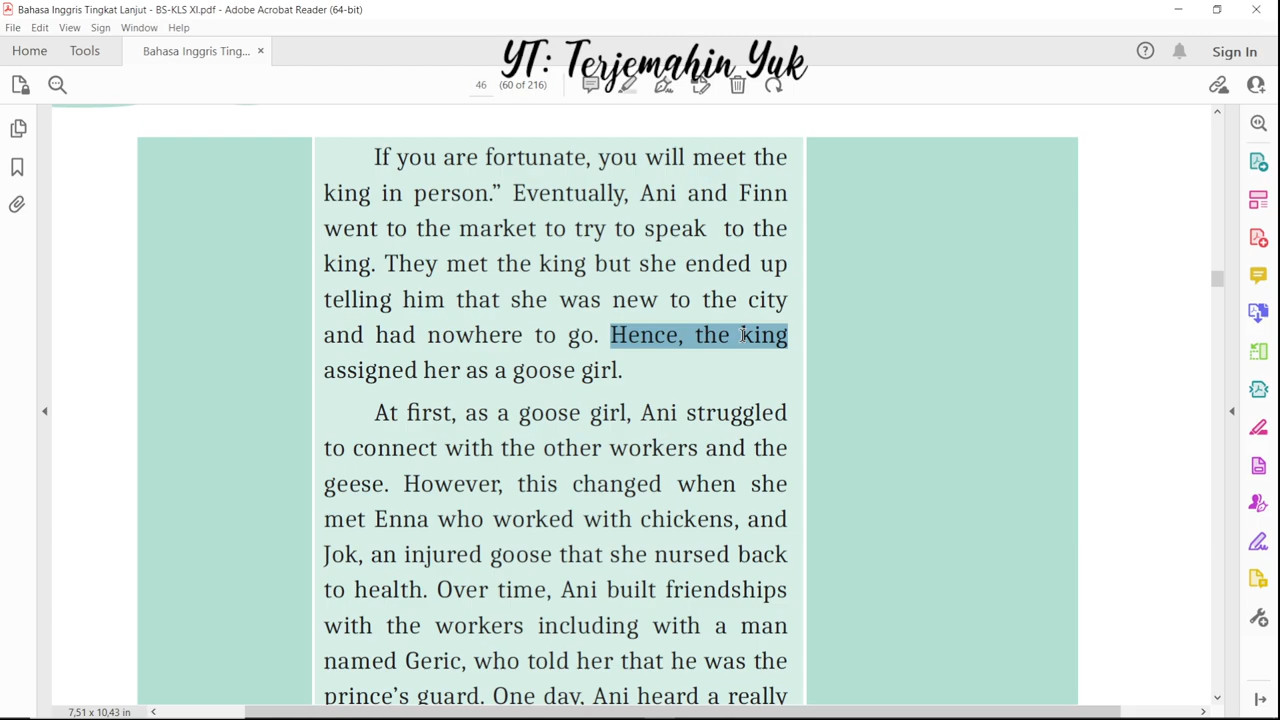 Bahasa Inggris Tingkat Lanjut - BS-KLS XI.pdf - Adobe Acrobat Reader (64-bit)
File Edit View Sign Window Help
Home Tools Bahasa Inggris Ting... × Sign In
YT: Terjemahin Yuk
46 (60 of 216)
If you are fortunate, you will meet the
king in person.” Eventually, Ani and Finn
went to the market to try to speak to the
king. They met the king but she ended up
telling him that she was new to the city
and had nowhere to go. Hence, the king
assigned her as a goose girl.
At first, as a goose girl, Ani struggled
to connect with the other workers and the
geese. However, this changed when she
met Enna who worked with chickens, and
Jok, an injured goose that she nursed back
to health. Over time, Ani built friendships
with the workers including with a man
named Geric, who told her that he was the
prince’s guard. One day, Ani heard a really
7,51 x 10,43 in